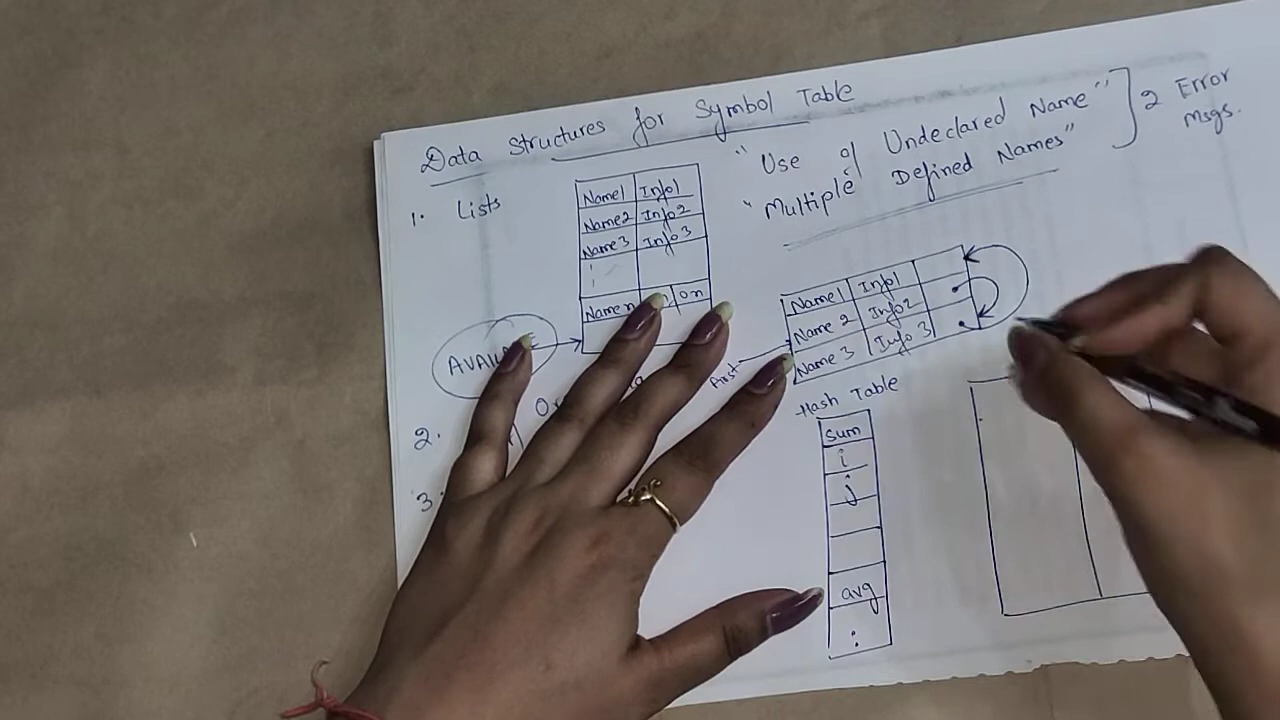 Data Structures for Symbol Table
"Use of Undeclared Name"
"Multiple Defined Names"
2 Error
Msgs.
1. Lists
Name1 Info1
Name2 Info2
Name3 Info3
Name n
on
Name1 Info1
Name 2 Info2
Name 3 Info 3
First
Hash Table
sum
i
j
avg
:
2.
3.